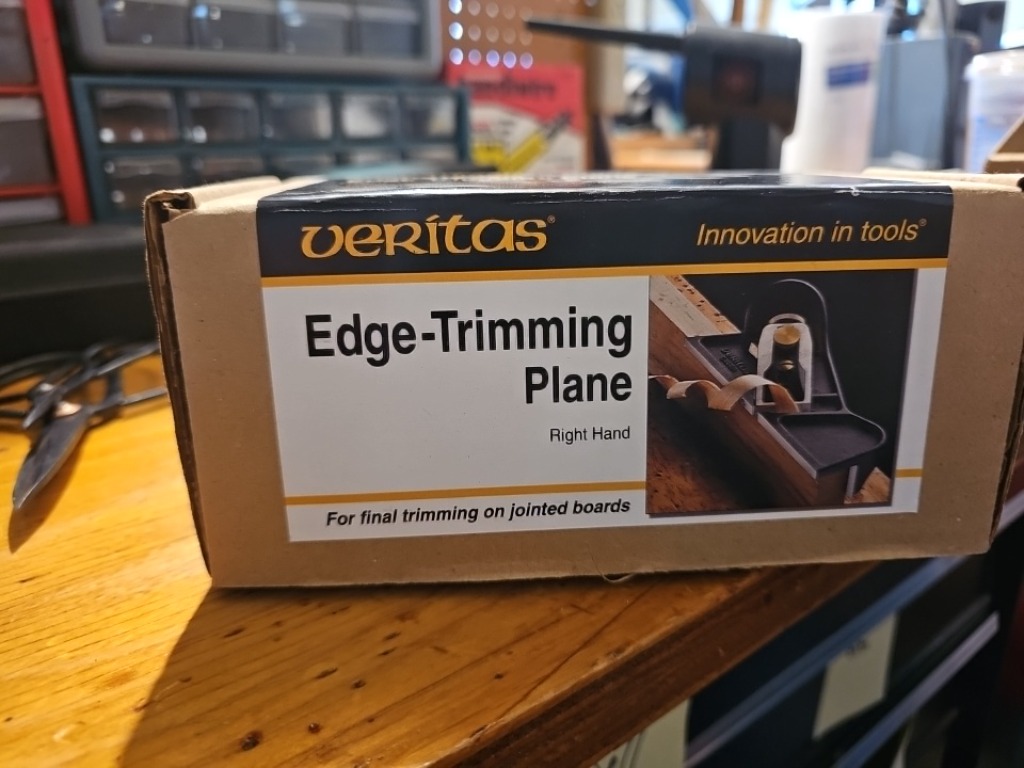 veritas®
Innovation in tools®
Edge-Trimming
Plane
Right Hand
For final trimming on jointed boards